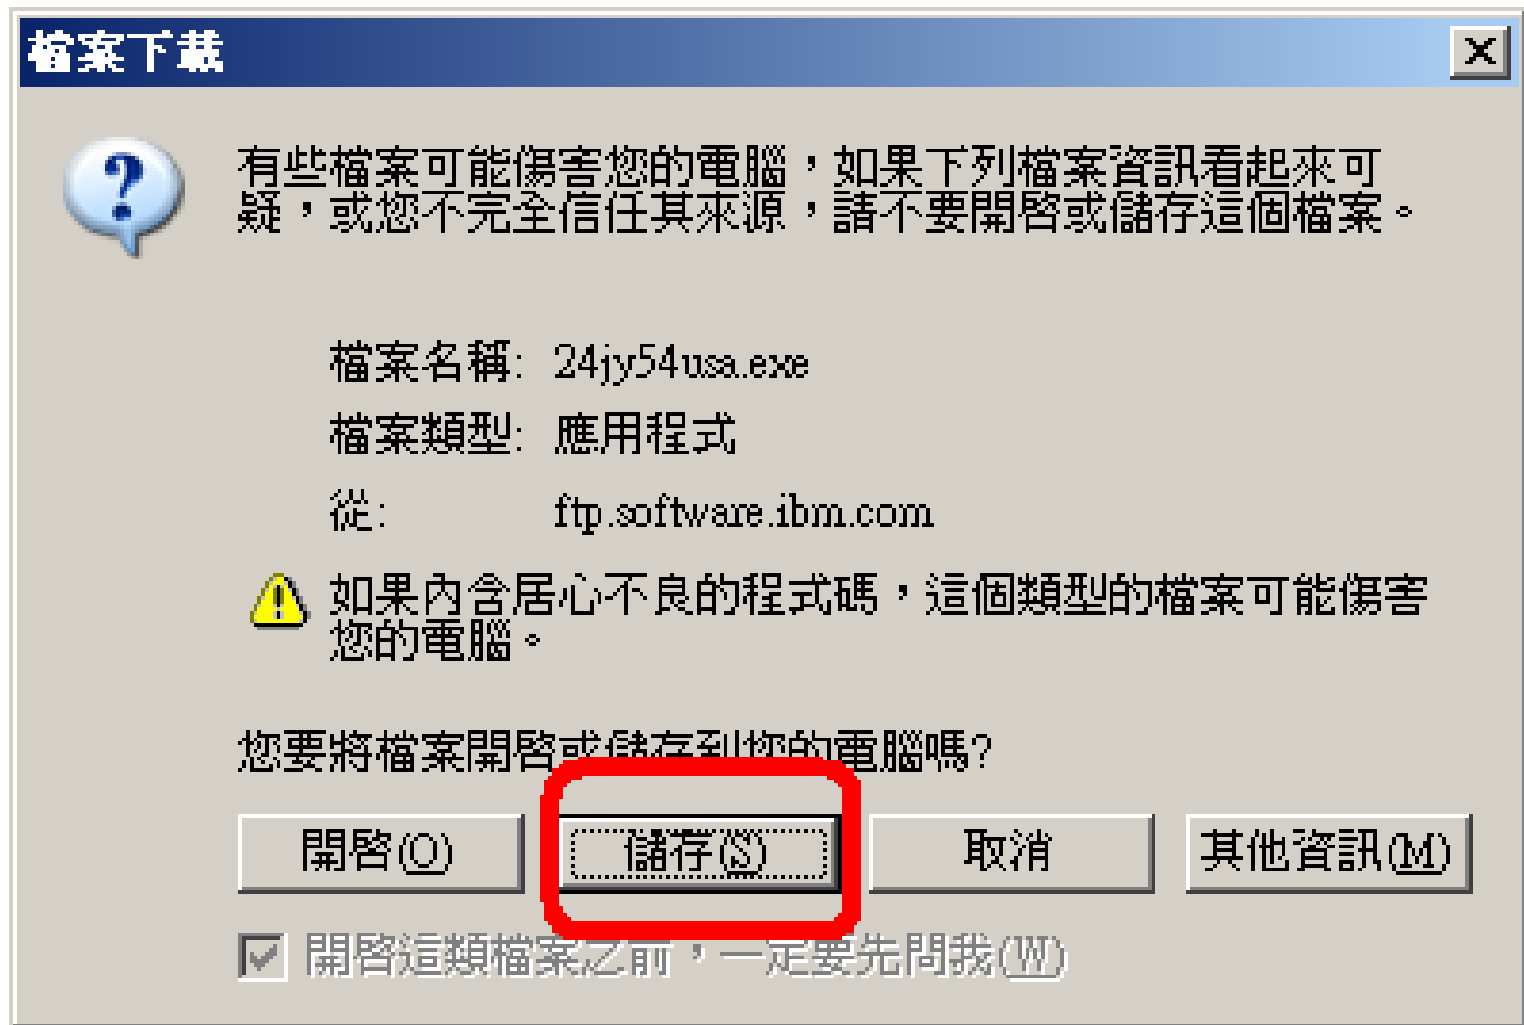 檔案下載
有些檔案可能傷害您的電腦，如果下列檔案資訊看起來可
疑，或您不完全信任其來源，請不要開啓或儲存這個檔案。
檔案名稱: 24jy54usa.exe
檔案類型: 應用程式
從: ftp.software.ibm.com
如果內含居心不良的程式碼，這個類型的檔案可能傷害
您的電腦。
您要將檔案開啓或儲存到您的電腦嗎?
開啓(O) 儲存(S) 取消 其他資訊(M)
開啓這類檔案之前，一定要先問我(W)